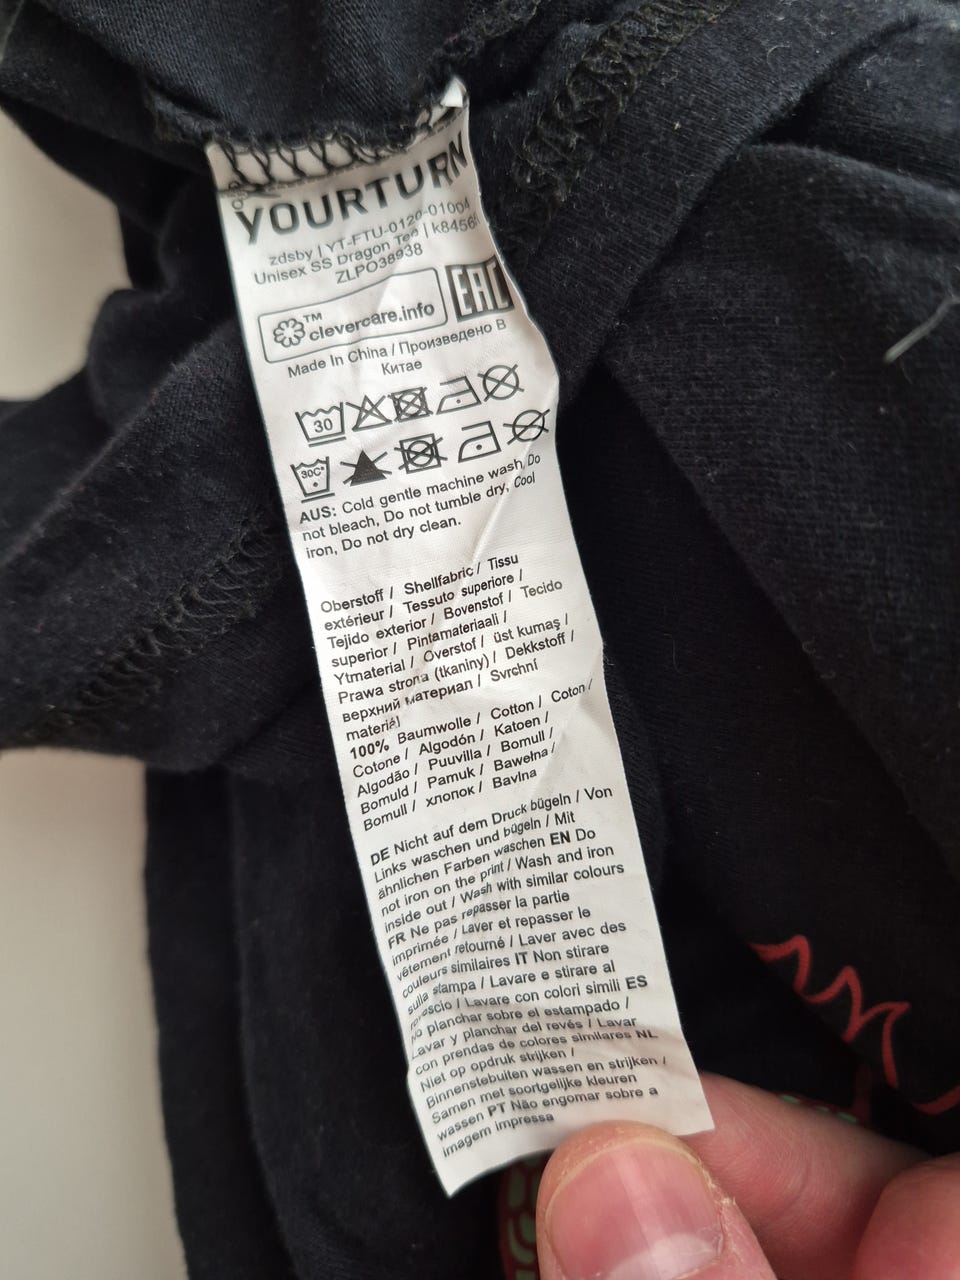 YOURTURN
zdsby | YT-FTU-0120-01004
Unisex SS Dragon Tee |
ZLPO38938
TM clevercare.info EAC
Made In China / Произведено В
Китае
30
30C°
AUS: Cold gentle machine wash, Do
not bleach, Do not tumble dry, Cool
iron, Do not dry clean.
Oberstoff / Shellfabric / Tissu
extérieur / Tessuto superiore /
Tejido exterior / Bovenstof / Tecido
superior / Pintamateriaali /
Ytmaterial / Overstof / üst kumaş /
Prawa strona (tkaniny) / Dekkstoff /
верхний материал / Svrchní
materiál
100% Baumwolle / Cotton / Coton /
Cotone / Algodón / Katoen /
Algodão / Puuvilla / Bomull /
Bomuld / Pamuk / Bawełna /
Bomull / хлопок / Bavlna
DE Nicht auf dem Druck bügeln / Von
Links waschen und bügeln / Mit
ähnlichen Farben waschen EN Do
not iron on the print / Wash and iron
inside out / Wash with similar colours
FR Ne pas repasser la partie
imprimée / Laver et repasser le
vêtement retourné / Laver avec des
couleurs similaires IT Non stirare
sulla stampa / Lavare e stirare al
rovescio / Lavare con colori simili ES
No planchar sobre el estampado /
Lavar y planchar del revés / Lavar
con prendas de colores similares NL
Niet op opdruk strijken /
Binnenstebuiten wassen en strijken /
Samen met soortgelijke kleuren
wassen PT Não engomar sobre a
imagem impressa